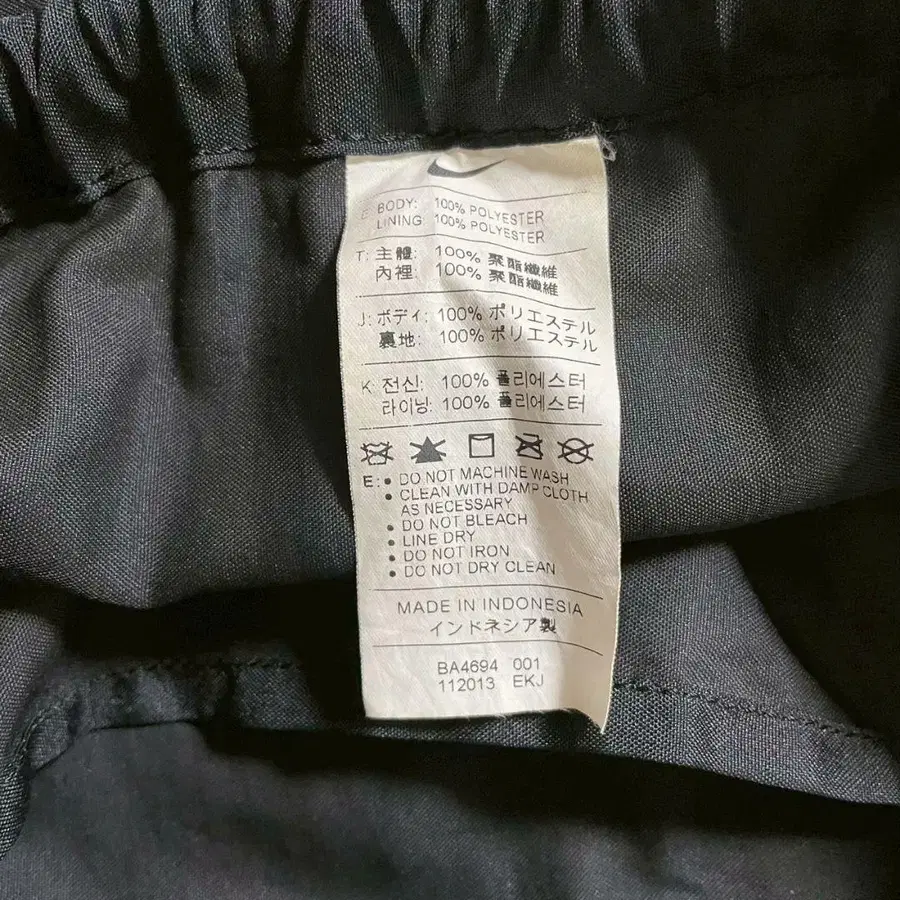 E: BODY: 100% POLYESTER
LINING: 100% POLYESTER
T: 主體: 100% 聚酯纖維
內裡: 100% 聚酯纖維
J: ボディ: 100% ポリエステル
裏地: 100% ポリエステル
K: 전신: 100% 폴리에스터
라이닝: 100% 폴리에스터
E: • DO NOT MACHINE WASH
• CLEAN WITH DAMP CLOTH
AS NECESSARY
• DO NOT BLEACH
• LINE DRY
• DO NOT IRON
• DO NOT DRY CLEAN
MADE IN INDONESIA
インドネシア製
BA4694 001
112013 EKJ